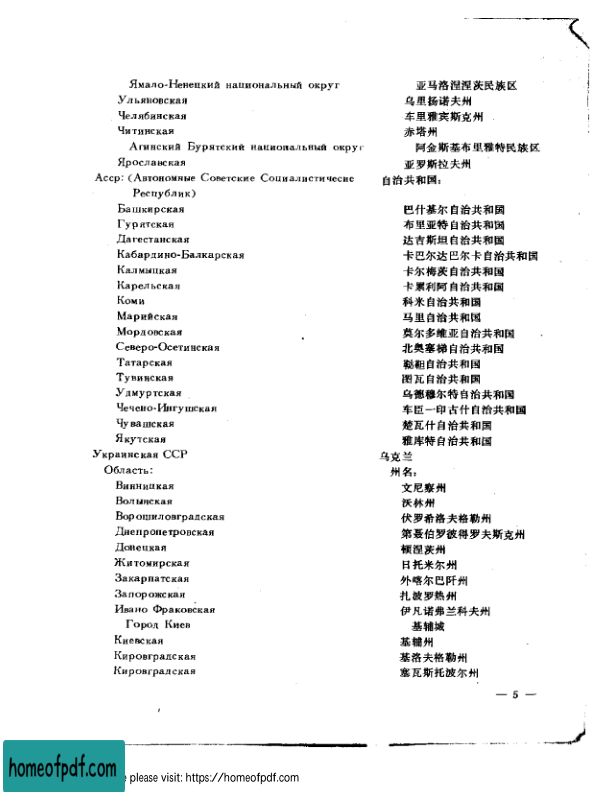 Ямало-Ненецкий национальный округ 亚马洛涅涅茨民族区
Ульяновская 乌里扬诺夫州
Челябинская 车里雅宾斯克州
Читинская 赤塔州
Агинский Бурятский национальный округ 阿金斯基布里雅特民族区
Ярославская 亚罗斯拉夫州
Асср: (Автономные Советские Социалистичесие 自治共和国:
Республик)
Башкирская 巴什基尔自治共和国
Гурятская 布里亚特自治共和国
Дагестанская 达吉斯坦自治共和国
Кабардино-Балкарская 卡巴尔达巴尔卡自治共和国
Калмыцкая 卡尔梅茨自治共和国
Карельская 卡累利阿自治共和国
Коми 科米自治共和国
Марийская 马里自治共和国
Мордовская 莫尔多维亚自治共和国
Северо-Осетинская 北奥塞梯自治共和国
Татарская 鞑靼自治共和国
Тувинская 图瓦自治共和国
Удмуртская 乌德穆尔特自治共和国
Чечено-Ингушская 车臣一印古什自治共和国
Чувашская 楚瓦什自治共和国
Якутская 雅库特自治共和国
Украинская ССР 乌克兰
Область: 州名:
Винницкая 文尼察州
Волынская 沃林州
Ворошиловградская 伏罗希洛夫格勒州
Днепропетровская 第聂伯罗彼得罗夫斯克州
Донецкая 顿涅茨州
Житомирская 日托米尔州
Закарпатская 外喀尔巴阡州
Запорожская 扎波罗热州
Ивано Фраковская 伊凡诺弗兰科夫州
Город Киев 基辅城
Киевская 基辅州
Кировградская 基洛夫格勒州
Кировградская 塞瓦斯托波尔州
— 5 —
homeofpdf.com
please visit: https://homeofpdf.com